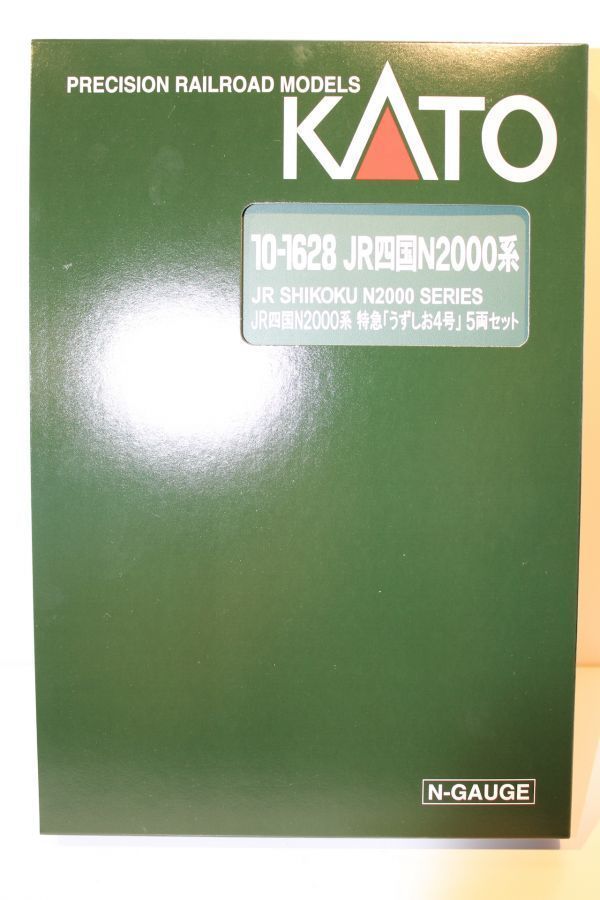 PRECISION RAILROAD MODELS
KATO
10-1628 JR四国N2000系
JR SHIKOKU N2000 SERIES
JR四国N2000系 特急「うずしお4号」5両セット
N-GAUGE